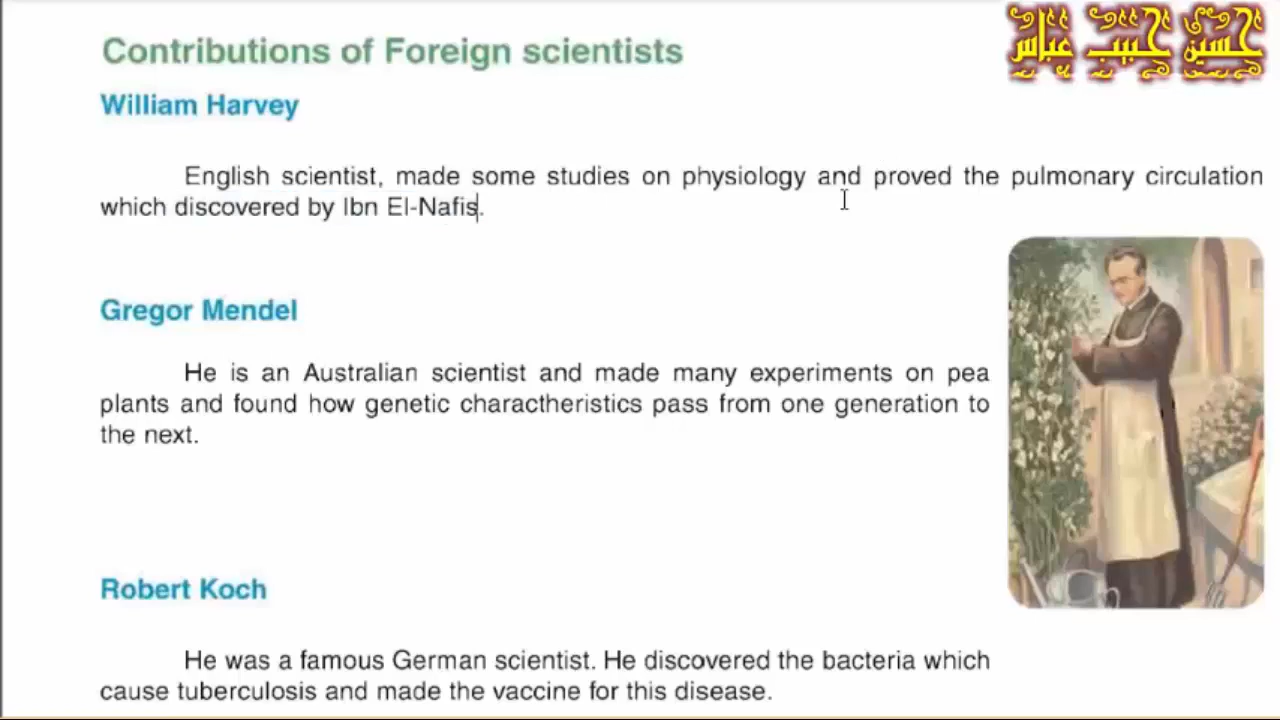 حسين حبيب عباس
Contributions of Foreign scientists
William Harvey
English scientist, made some studies on physiology and proved the pulmonary circulation
which discovered by Ibn El-Nafis.
Gregor Mendel
He is an Australian scientist and made many experiments on pea
plants and found how genetic charactheristics pass from one generation to
the next.
Robert Koch
He was a famous German scientist. He discovered the bacteria which
cause tuberculosis and made the vaccine for this disease.